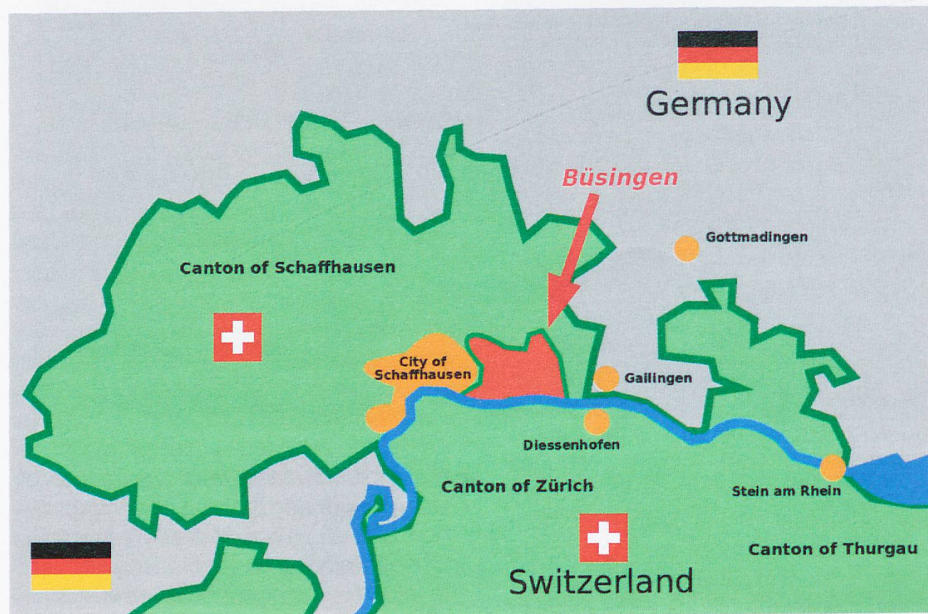 Germany
Büsingen
Gottmadingen
Canton of Schaffhausen
City of
Schaffhausen
Gailingen
Diessenhofen
Canton of Zürich
Stein am Rhein
Canton of Thurgau
Switzerland